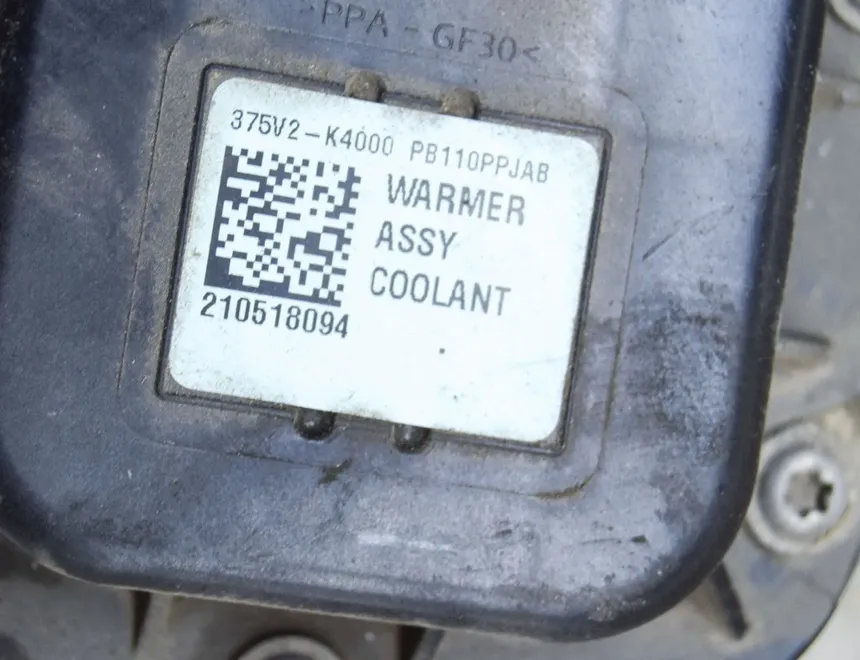 >PPA-GF30<
375V2-K4000 PB110PPJAB
WARMER
ASSY
COOLANT
210518094